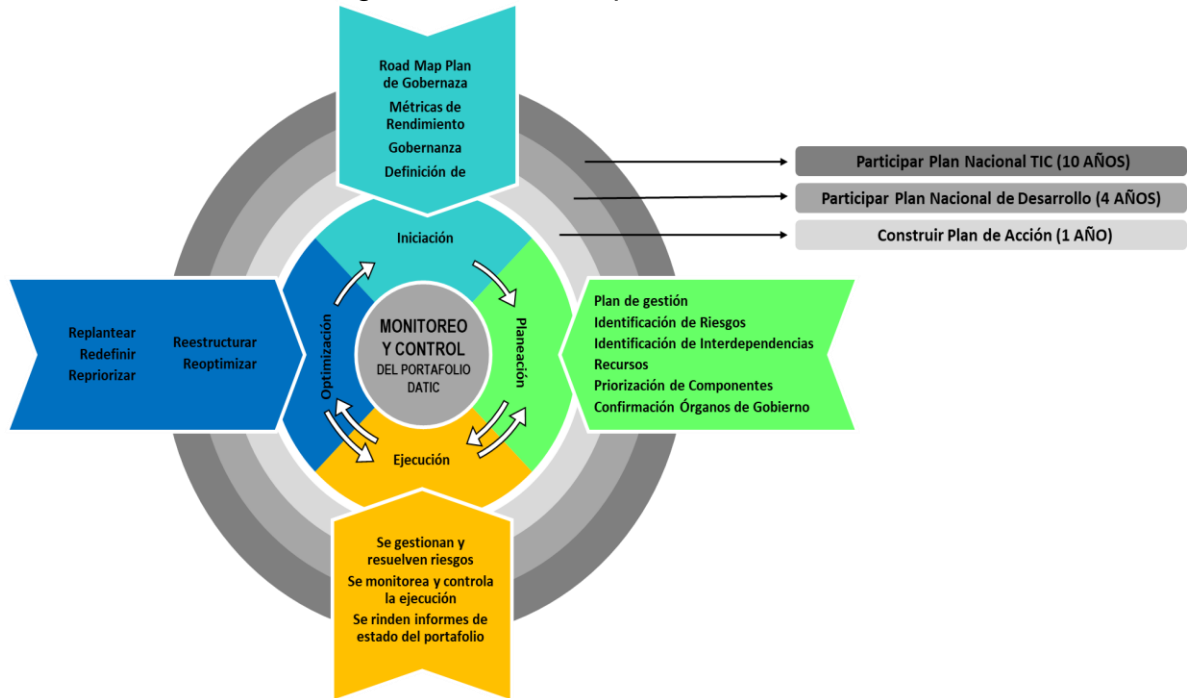 Road Map Plan
de Gobernaza
Métricas de
Rendimiento
Gobernanza
Definición de
Participar Plan Nacional TIC (10 AÑOS)
Participar Plan Nacional de Desarrollo (4 AÑOS)
Construir Plan de Acción (1 AÑO)
Iniciación
Planeación
Ejecución
Optimización
MONITOREO
Y CONTROL
DEL PORTAFOLIO
DATIC
Replantear
Redefinir
Repriorizar
Reestructurar
Reoptimizar
Plan de gestión
Identificación de Riesgos
Identificación de Interdependencias
Recursos
Priorización de Componentes
Confirmación Órganos de Gobierno
Se gestionan y
resuelven riesgos
Se monitorea y controla
la ejecución
Se rinden informes de
estado del portafolio